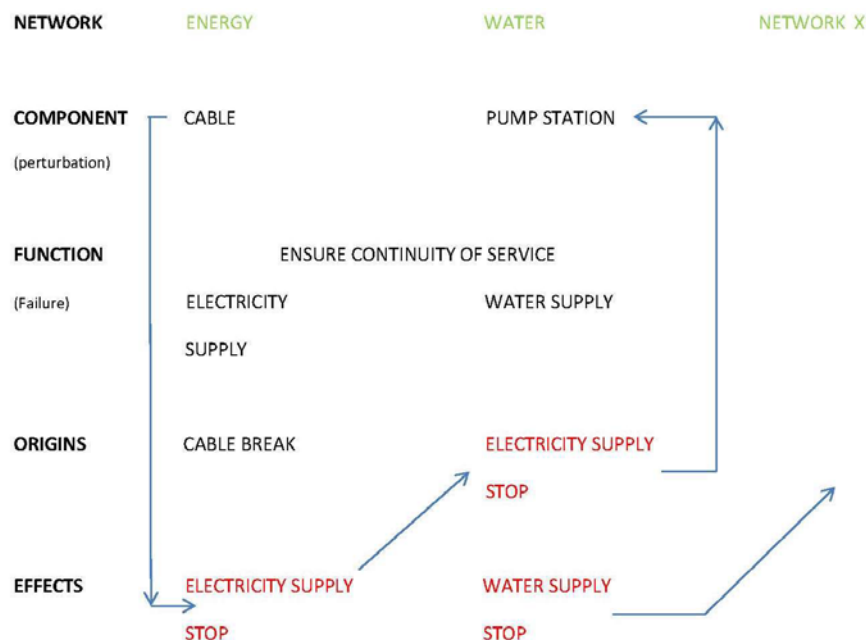 NETWORK ENERGY WATER NETWORK X
COMPONENT CABLE PUMP STATION
(perturbation)
FUNCTION ENSURE CONTINUITY OF SERVICE
(Failure) ELECTRICITY WATER SUPPLY
SUPPLY
ORIGINS CABLE BREAK ELECTRICITY SUPPLY
STOP
EFFECTS ELECTRICITY SUPPLY WATER SUPPLY
STOP STOP